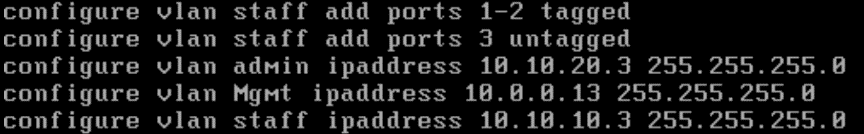 configure vlan staff add ports 1-2 tagged
configure vlan staff add ports 3 untagged
configure vlan admin ipaddress 10.10.20.3 255.255.255.0
configure vlan Mgmt ipaddress 10.0.0.13 255.255.255.0
configure vlan staff ipaddress 10.10.10.3 255.255.255.0